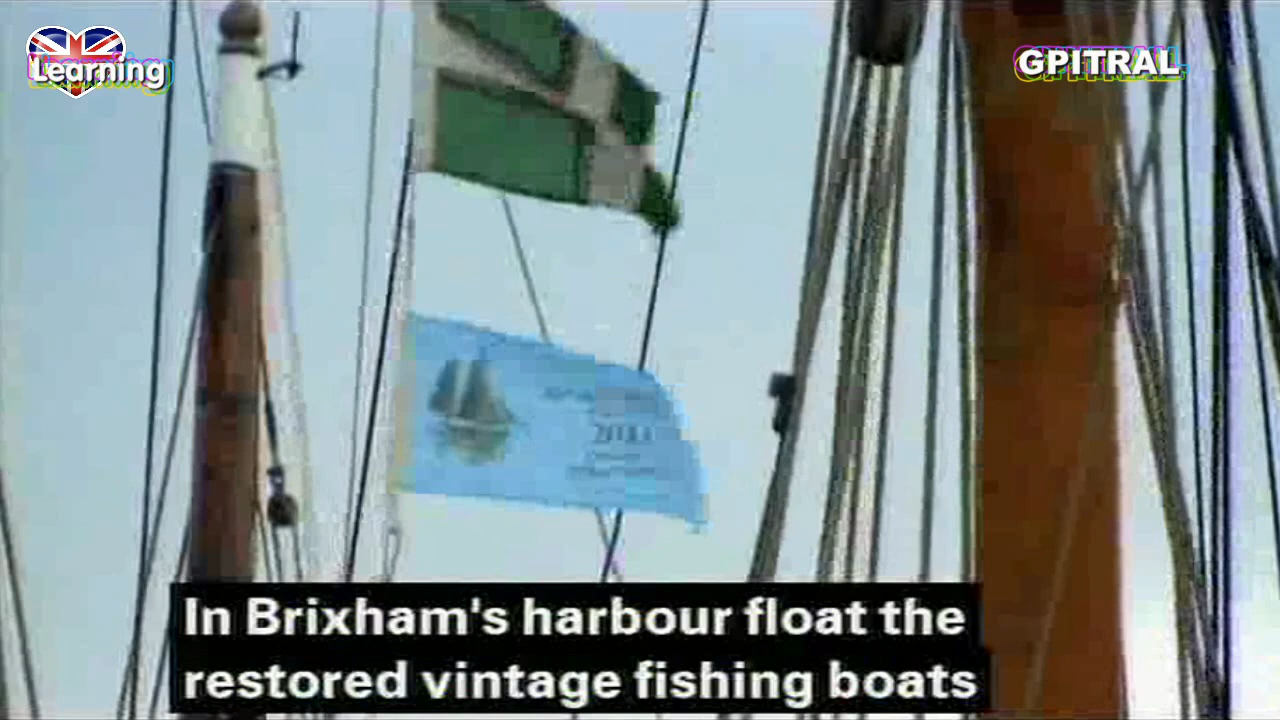 Learning
GPITRAL
In Brixham's harbour float the
restored vintage fishing boats